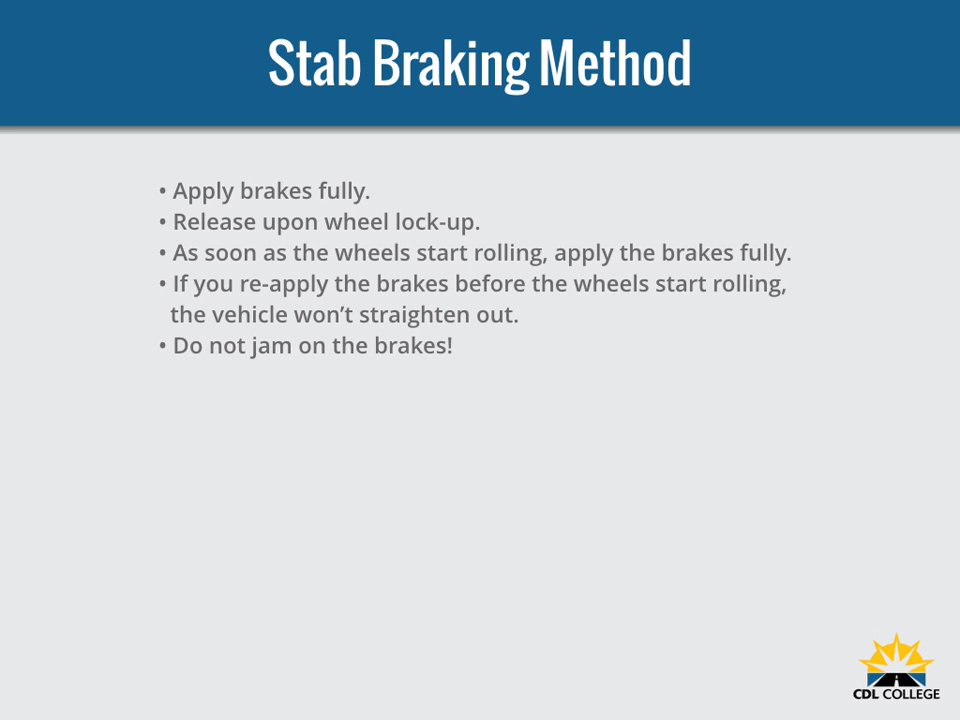 Stab Braking Method
• Apply brakes fully.
• Release upon wheel lock-up.
• As soon as the wheels start rolling, apply the brakes fully.
• If you re-apply the brakes before the wheels start rolling,
the vehicle won’t straighten out.
• Do not jam on the brakes!
CDL COLLEGE